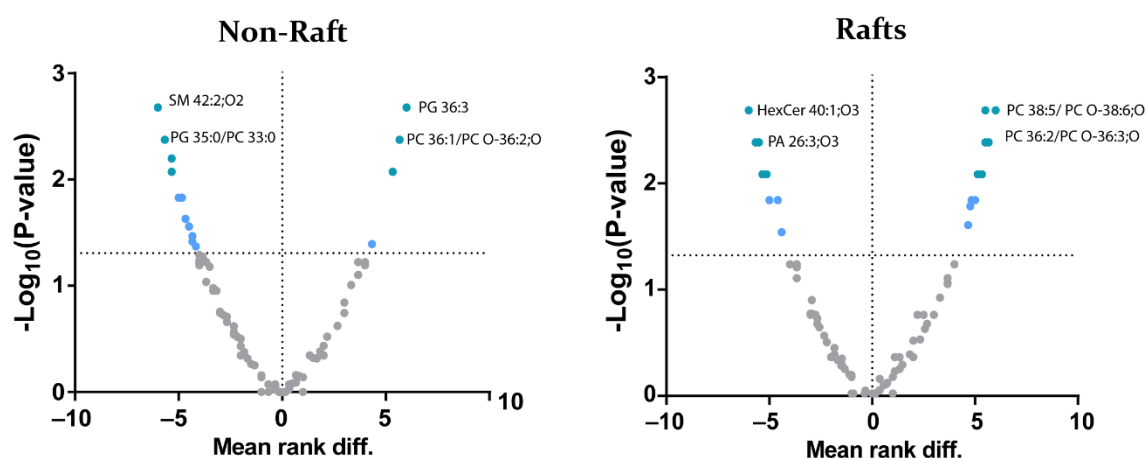 Non-Raft
3
2
1
0
-Log10(P-value)
SM 42:2;O2
PG 35:0/PC 33:0
PG 36:3
PC 36:1/PC O-36:2;O
–10
–5
0
5
10
Mean rank diff.
Rafts
3
2
1
0
-Log10(P-value)
HexCer 40:1;O3
PA 26:3;O3
PC 38:5/ PC O-38:6;O
PC 36:2/PC O-36:3;O
–10
–5
0
5
10
Mean rank diff.